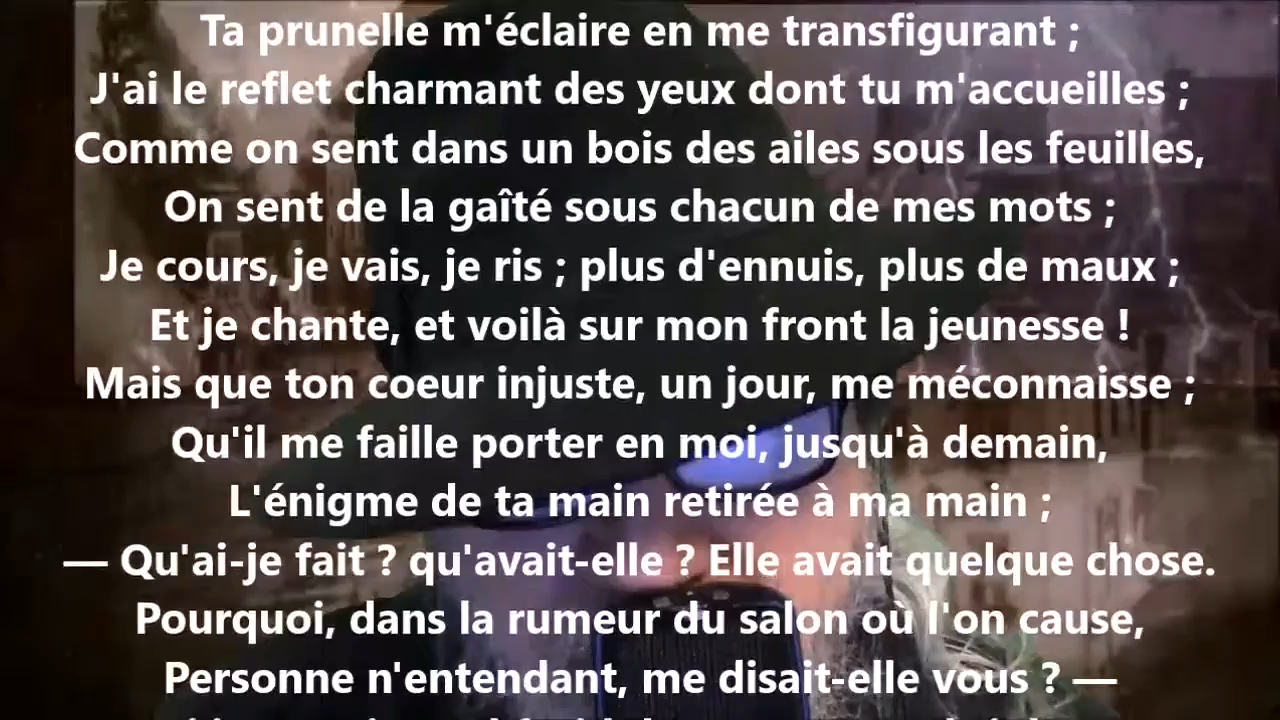 Ta prunelle m'éclaire en me transfigurant ;
J'ai le reflet charmant des yeux dont tu m'accueilles ;
Comme on sent dans un bois des ailes sous les feuilles,
On sent de la gaîté sous chacun de mes mots ;
Je cours, je vais, je ris ; plus d'ennuis, plus de maux ;
Et je chante, et voilà sur mon front la jeunesse !
Mais que ton coeur injuste, un jour, me méconnaisse ;
Qu'il me faille porter en moi, jusqu'à demain,
L'énigme de ta main retirée à ma main ;
— Qu'ai-je fait ? qu'avait-elle ? Elle avait quelque chose.
Pourquoi, dans la rumeur du salon où l'on cause,
Personne n'entendant, me disait-elle vous ? —